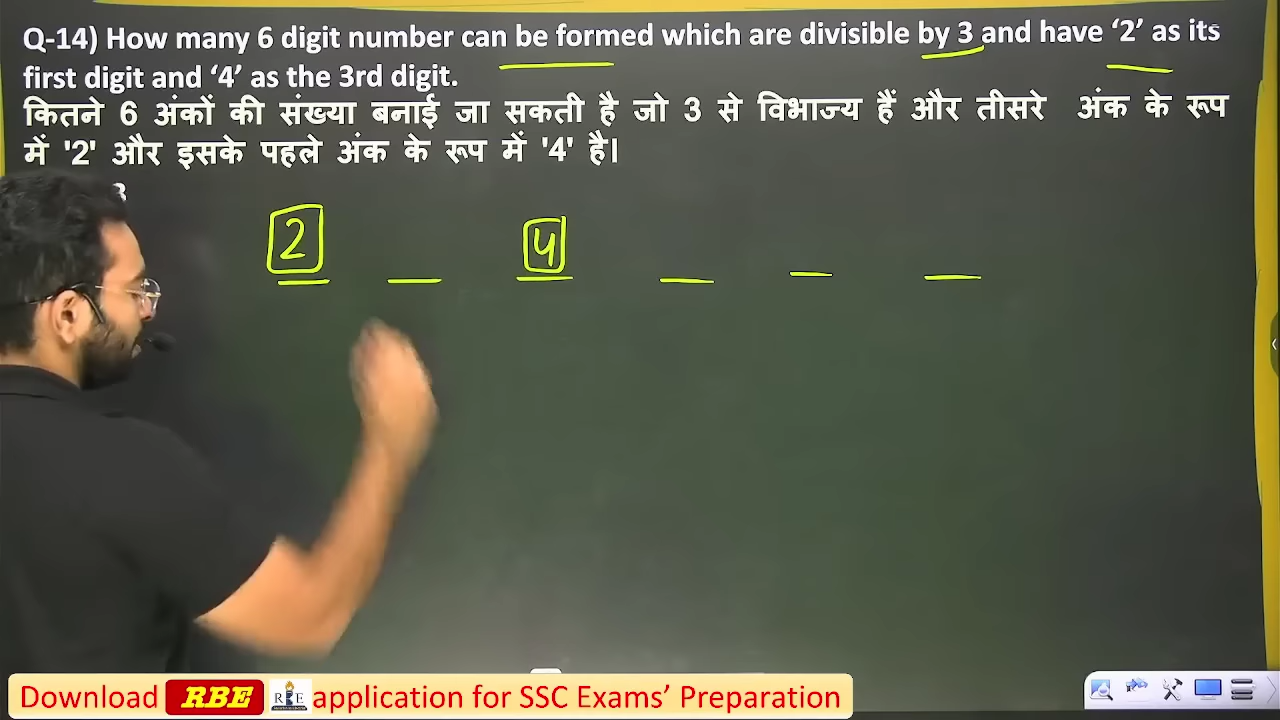 Q-14) How many 6 digit number can be formed which are divisible by 3 and have ‘2’ as its
first digit and ‘4’ as the 3rd digit.
कितने 6 अंकों की संख्या बनाई जा सकती है जो 3 से विभाज्य हैं और तीसरे अंक के रूप
में '2' और इसके पहले अंक के रूप में '4' है।
2 4
Download RBE RBE application for SSC Exams’ Preparation